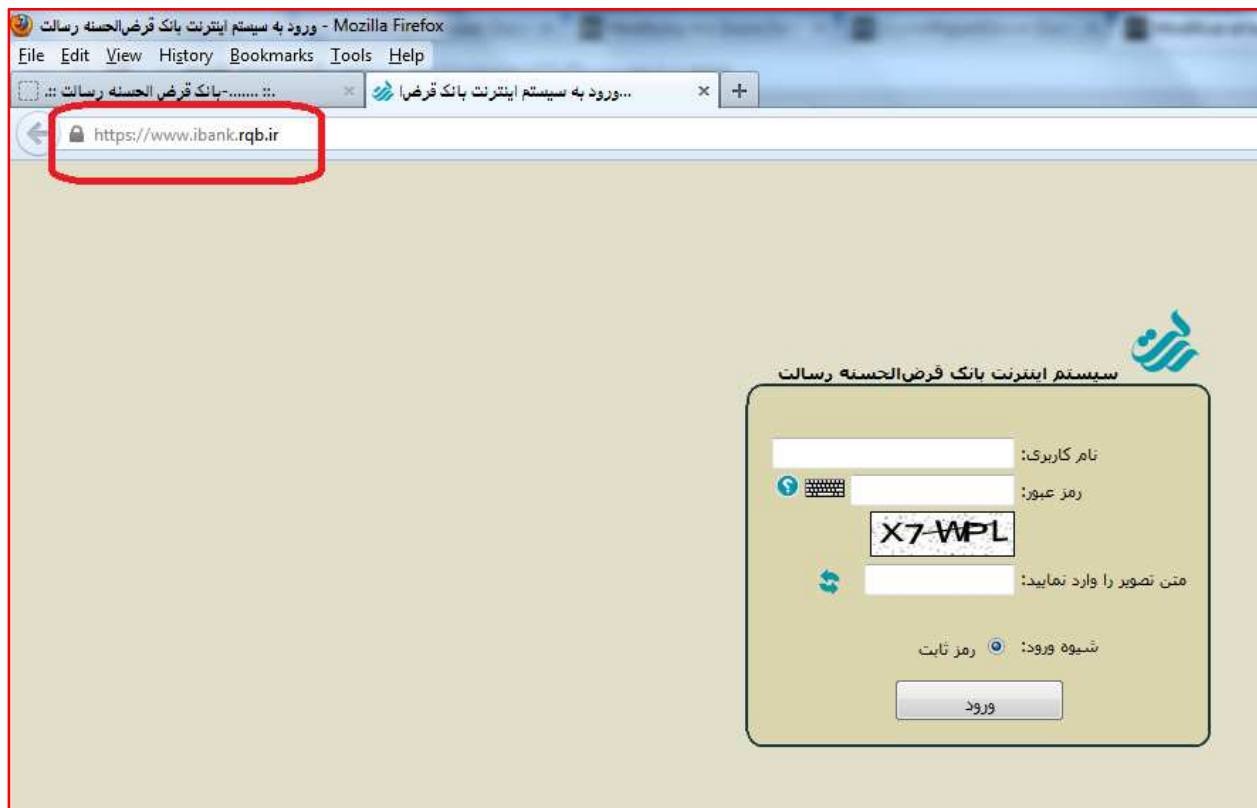 ورود به سیستم اینترنت بانک قرض‌الحسنه رسالت - Mozilla Firefox
File Edit View History Bookmarks Tools Help
.:: .......-بانک قرض الحسنه رسالت ::.
ورود به سیستم اینترنت بانک قرض‌ا...
https://www.ibank.rqb.ir
رسالت
سیستم اینترنت بانک قرض‌الحسنه رسالت
نام کاربری:
رمز عبور:
X7-WPL
متن تصویر را وارد نمایید:
شیوه ورود: رمز ثابت
ورود